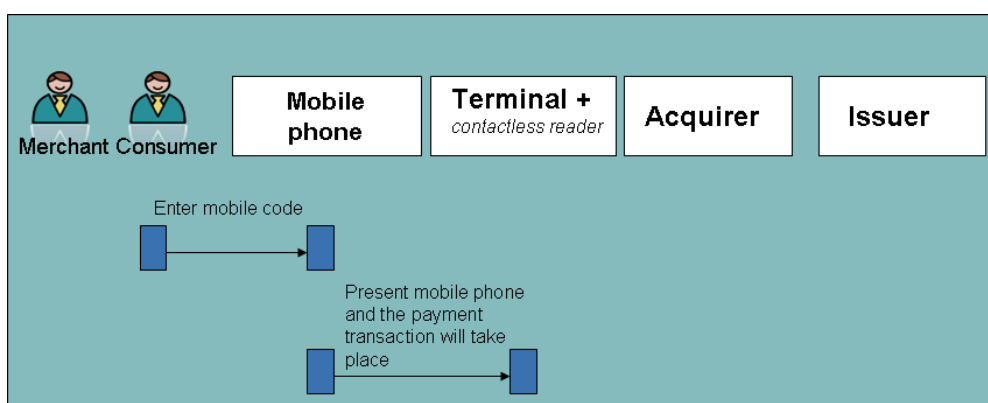 Merchant Consumer
Mobile
phone
Terminal +
contactless reader
Acquirer
Issuer
Enter mobile code
Present mobile phone
and the payment
transaction will take
place